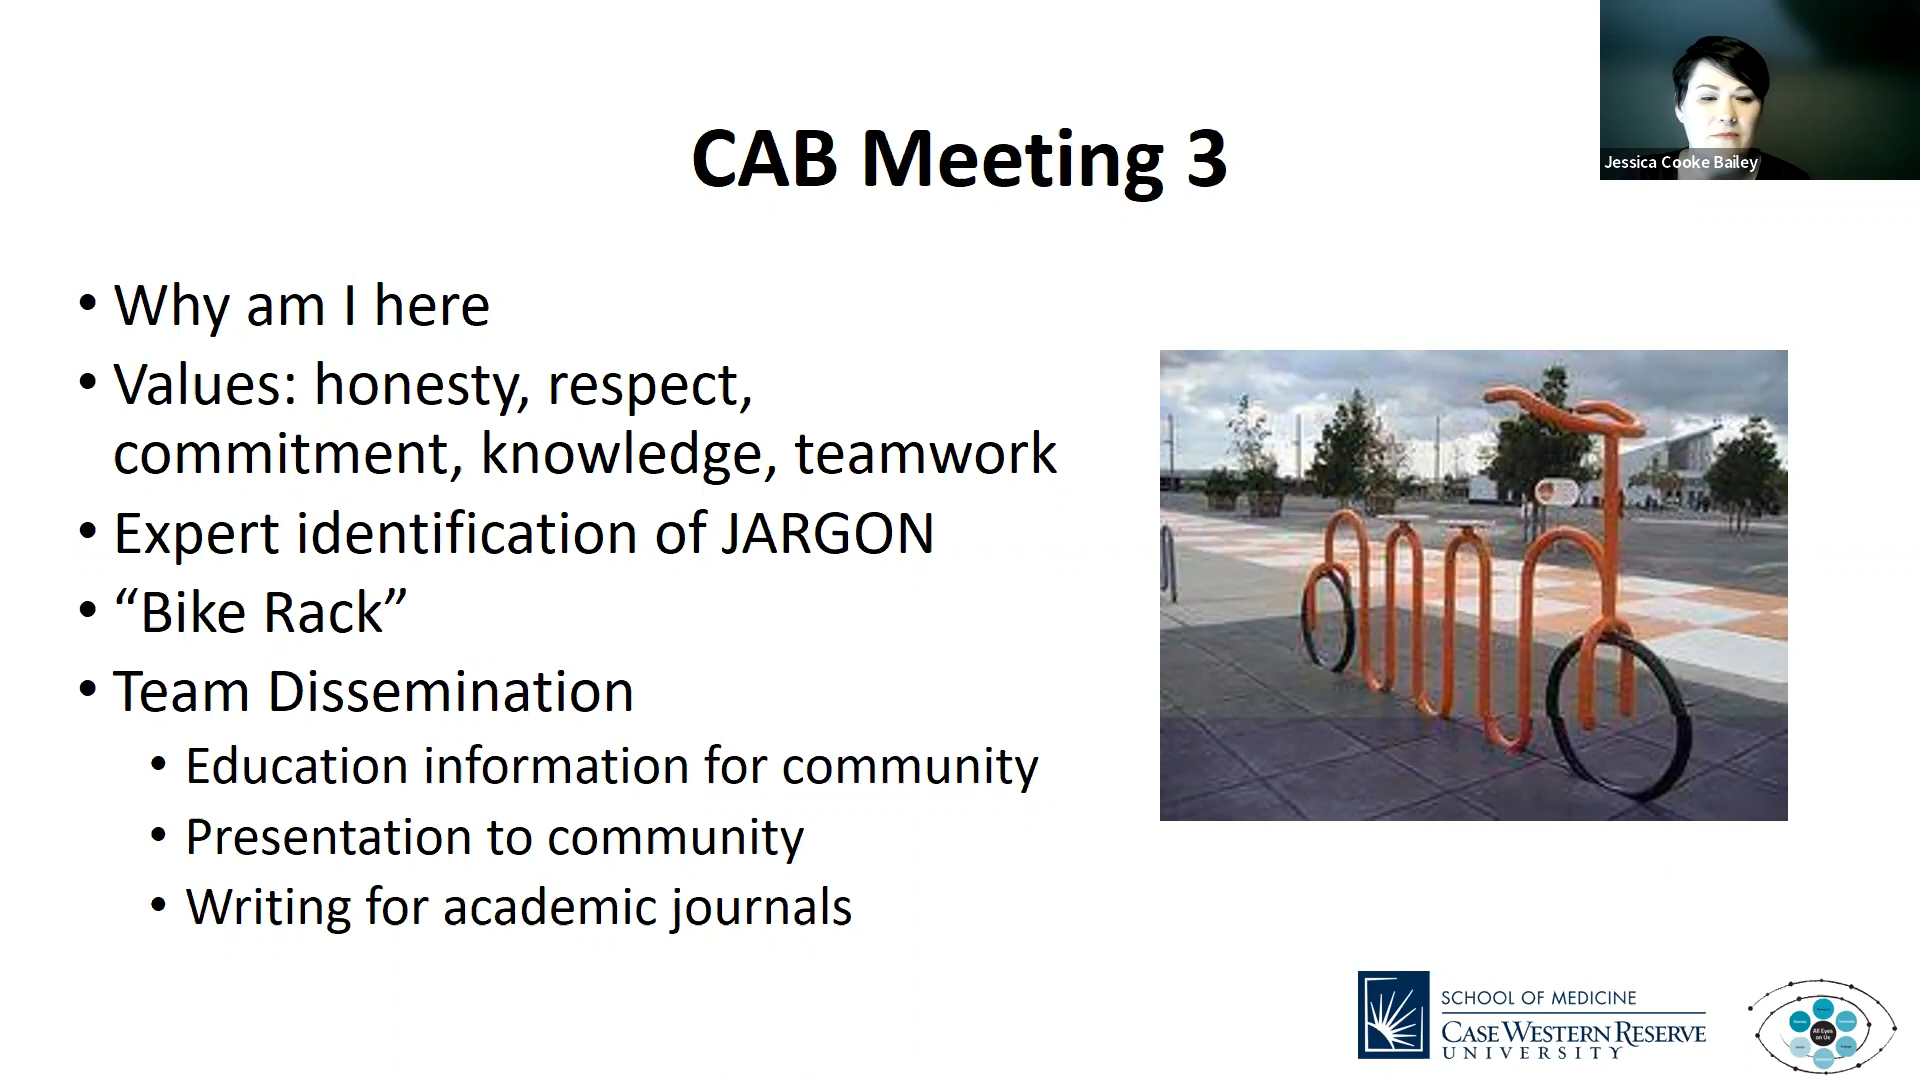 CAB Meeting 3
Jessica Cooke Bailey
• Why am I here
• Values: honesty, respect,
commitment, knowledge, teamwork
• Expert identification of JARGON
• “Bike Rack”
• Team Dissemination
• Education information for community
• Presentation to community
• Writing for academic journals
SCHOOL OF MEDICINE
CASE WESTERN RESERVE
UNIVERSITY
All Eyes
on Us